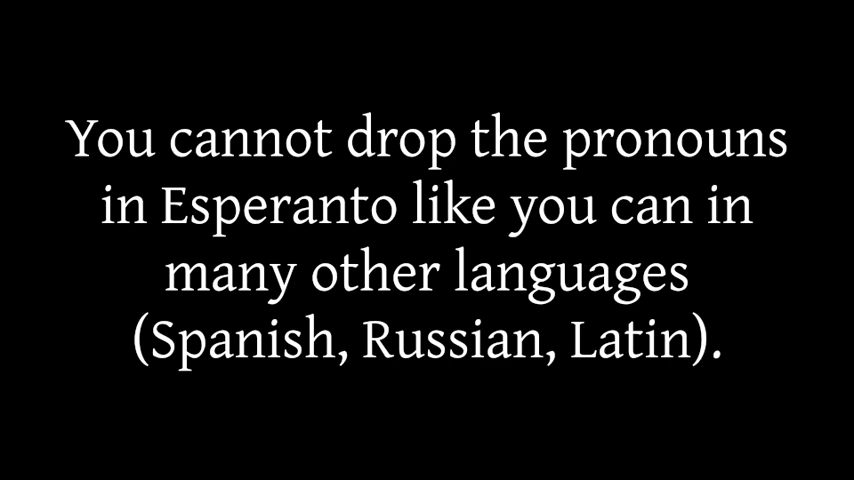 You cannot drop the pronouns
in Esperanto like you can in
many other languages
(Spanish, Russian, Latin).